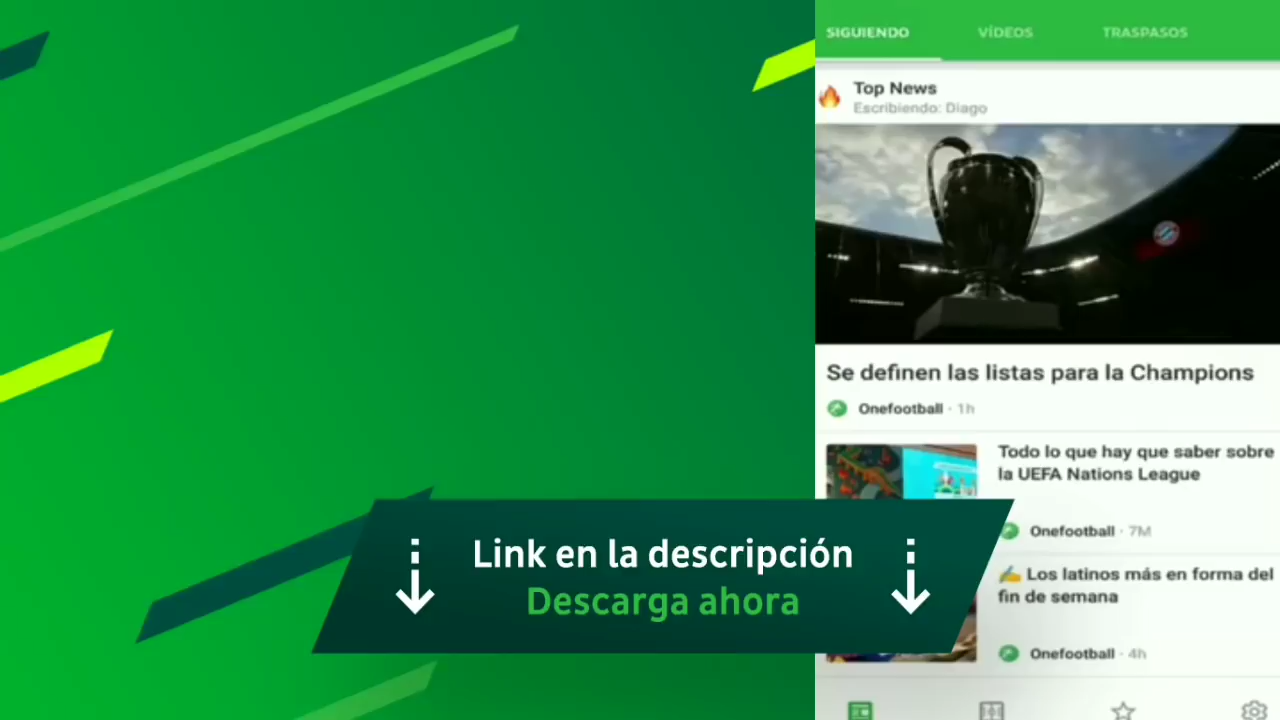 SIGUIENDO
VÍDEOS
TRASPASOS
Top News
Escribiendo: Diago
Se definen las listas para la Champions
Onefootball · 1h
Todo lo que hay que saber sobre
la UEFA Nations League
Onefootball · 7M
Los latinos más en forma del
fin de semana
Onefootball · 4h
Link en la descripción
Descarga ahora